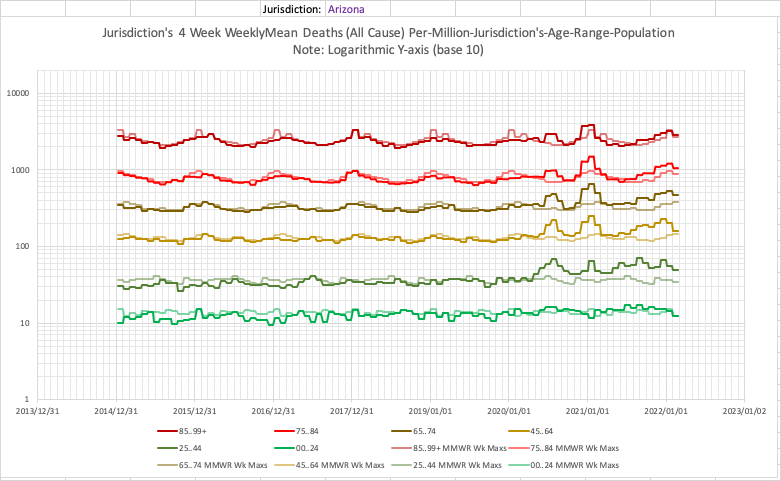 Jurisdiction: Arizona
Jurisdiction's 4 Week WeeklyMean Deaths (All Cause) Per-Million-Jurisdiction's-Age-Range-Population
Note: Logarithmic Y-axis (base 10)
10000
1000
100
10
1
2013/12/31 2014/12/31 2015/12/31 2016/12/31 2017/12/31 2019/01/01 2020/01/01 2021/01/01 2022/01/01 2023/01/02
85..99+ 75..84 65..74 45..64
25..44 00..24 85..99+ MMWR Wk Maxs 75..84 MMWR Wk Maxs
65..74 MMWR Wk Maxs 45..64 MMWR Wk Maxs 25..44 MMWR Wk Maxs 00..24 MMWR Wk Maxs